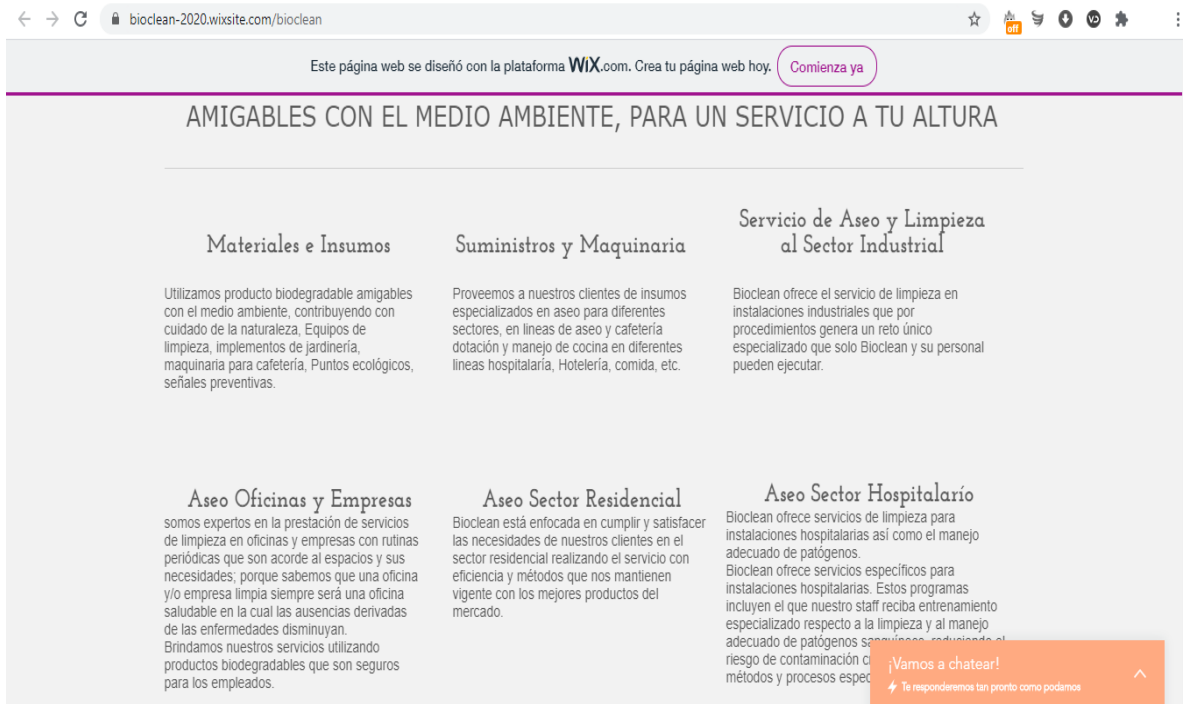 bioclean-2020.wixsite.com/bioclean
off
Este página web se diseñó con la plataforma WiX.com. Crea tu página web hoy. Comienza ya
AMIGABLES CON EL MEDIO AMBIENTE, PARA UN SERVICIO A TU ALTURA
Materiales e Insumos
Utilizamos producto biodegradable amigables
con el medio ambiente, contribuyendo con
cuidado de la naturaleza, Equipos de
limpieza, implementos de jardinería,
maquinaria para cafetería, Puntos ecológicos,
señales preventivas.
Suministros y Maquinaria
Proveemos a nuestros clientes de insumos
especializados en aseo para diferentes
sectores, en lineas de aseo y cafetería
dotación y manejo de cocina en diferentes
lineas hospitalaría, Hotelería, comida, etc.
Servicio de Aseo y Limpieza
al Sector Industrial
Bioclean ofrece el servicio de limpieza en
instalaciones industriales que por
procedimientos genera un reto único
especializado que solo Bioclean y su personal
pueden ejecutar.
Aseo Oficinas y Empresas
somos expertos en la prestación de servicios
de limpieza en oficinas y empresas con rutinas
periódicas que son acorde al espacios y sus
necesidades; porque sabemos que una oficina
y/o empresa limpia siempre será una oficina
saludable en la cual las ausencias derivadas
de las enfermedades disminuyan.
Brindamos nuestros servicios utilizando
productos biodegradables que son seguros
para los empleados.
Aseo Sector Residencial
Bioclean está enfocada en cumplir y satisfacer
las necesidades de nuestros clientes en el
sector residencial realizando el servicio con
eficiencia y métodos que nos mantienen
vigente con los mejores productos del
mercado.
Aseo Sector Hospitalarío
Bioclean ofrece servicios de limpieza para
instalaciones hospitalarias así como el manejo
adecuado de patógenos.
Bioclean ofrece servicios específicos para
instalaciones hospitalarias. Estos programas
incluyen el que nuestro staff reciba entrenamiento
especializado respecto a la limpieza y al manejo
adecuado de patógenos
riesgo de contaminación
métodos y procesos
¡Vamos a chatear!
Te responderemos tan pronto como podamos